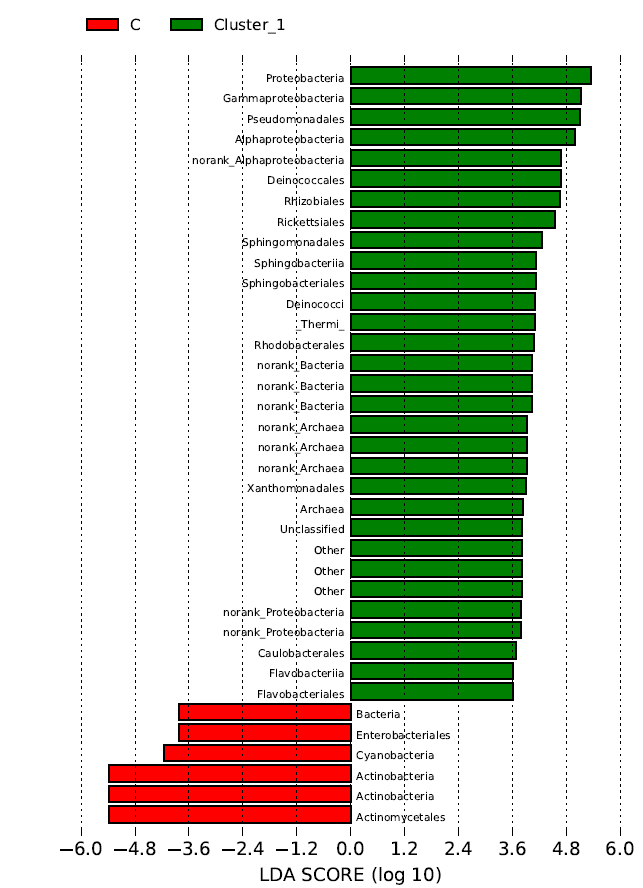 C Cluster_1
Proteobacteria
Gammaproteobacteria
Pseudomonadales
Alphaproteobacteria
norank_Alphaproteobacteria
Deinococcales
Rhizobiales
Rickettsiales
Sphingomonadales
Sphingobacteriia
Sphingobacteriales
Deinococci
_Thermi_
Rhodobacterales
norank_Bacteria
norank_Bacteria
norank_Bacteria
norank_Archaea
norank_Archaea
norank_Archaea
Xanthomonadales
Archaea
Unclassified
Other
Other
Other
norank_Proteobacteria
norank_Proteobacteria
Caulobacterales
Flavobacteriia
Flavobacteriales
Bacteria
Enterobacteriales
Cyanobacteria
Actinobacteria
Actinobacteria
Actinomycetales
−6.0 −4.8 −3.6 −2.4 −1.2 0.0 1.2 2.4 3.6 4.8 6.0
LDA SCORE (log 10)